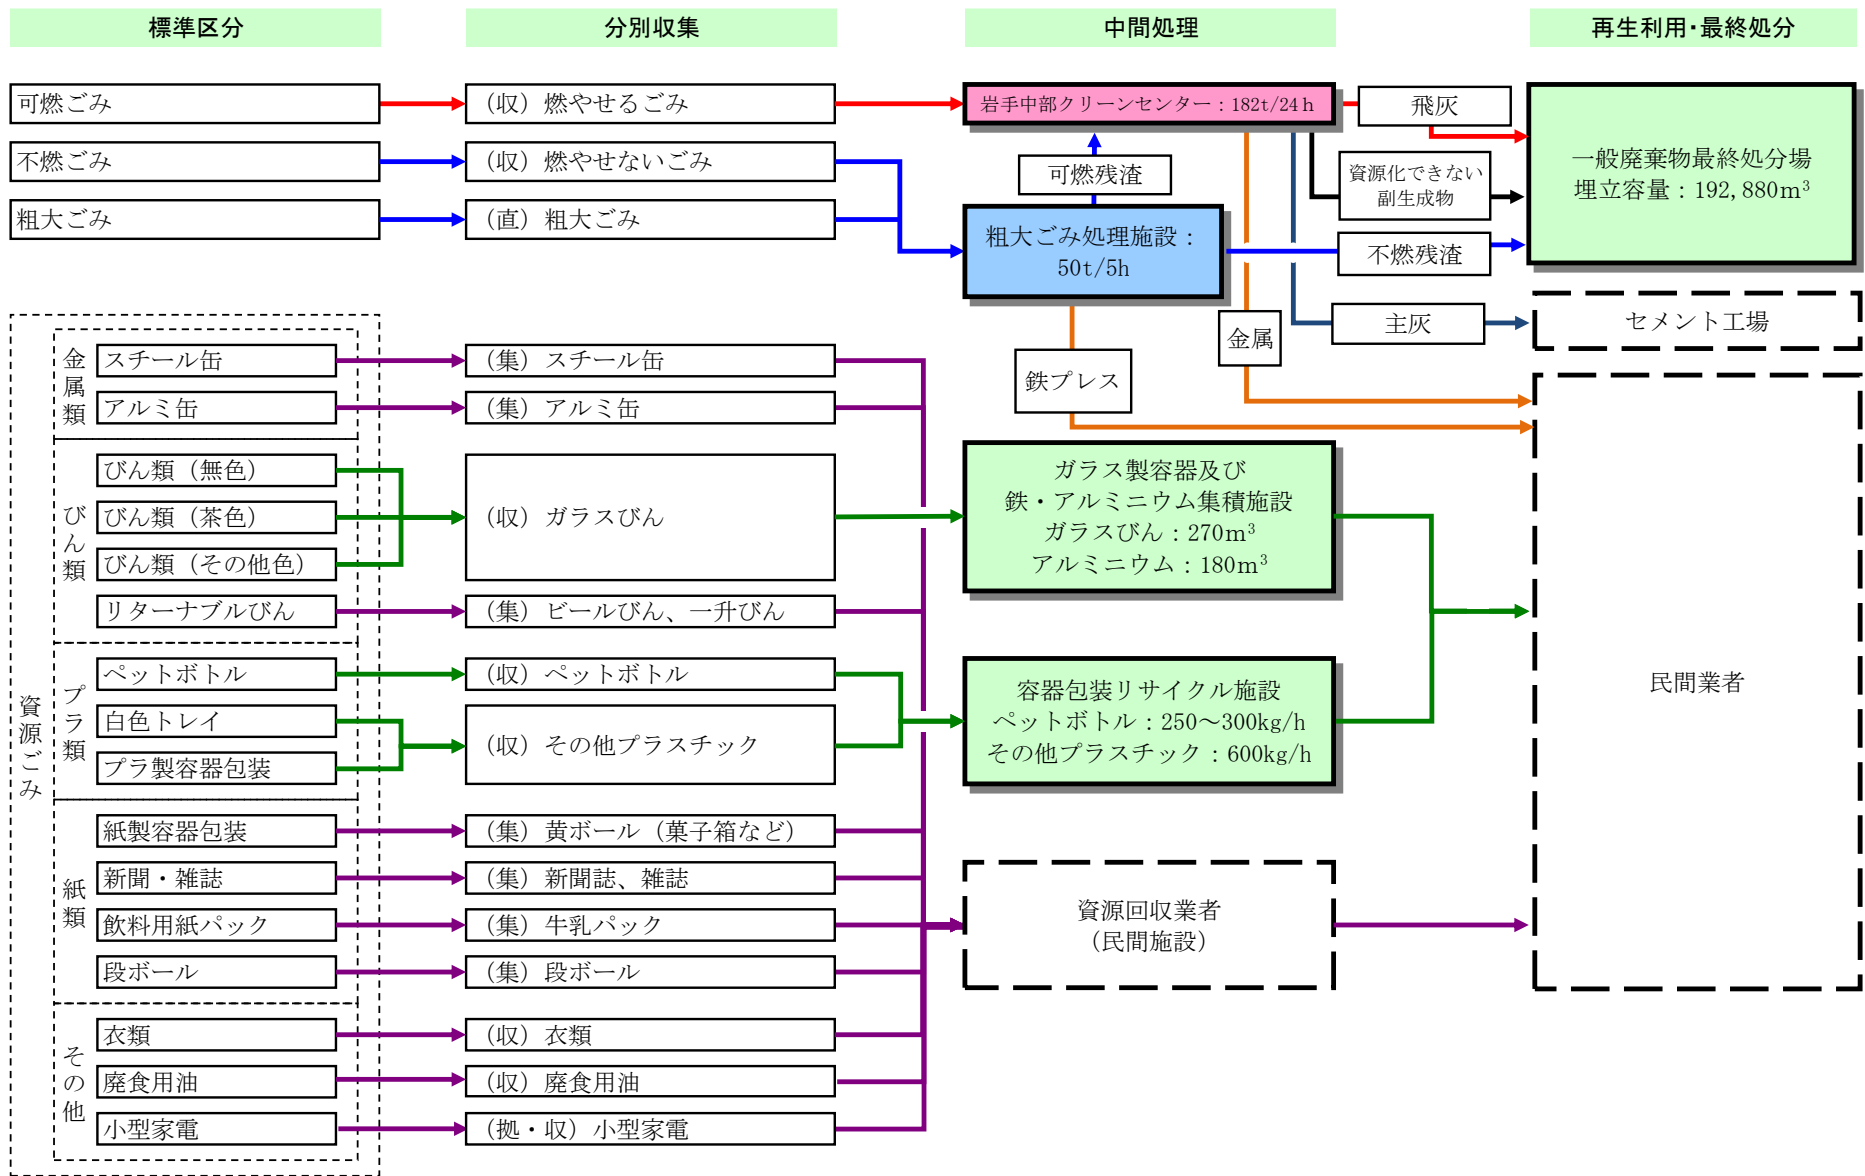 標準区分
分別収集
中間処理
再生利用・最終処分
可燃ごみ
(収)燃やせるごみ
岩手中部クリーンセンター：182t/24h
飛灰
不燃ごみ
(収)燃やせないごみ
可燃残渣
資源化できない
副生成物
一般廃棄物最終処分場
埋立容量：192,880m³
粗大ごみ
(直)粗大ごみ
粗大ごみ処理施設：
50t/5h
不燃残渣
主灰
セメント工場
金属
鉄プレス
資源ごみ
金属類
スチール缶
(集)スチール缶
アルミ缶
(集)アルミ缶
びん類
びん類（無色）
びん類（茶色）
びん類（その他色）
(収)ガラスびん
ガラス製容器及び
鉄・アルミニウム集積施設
ガラスびん：270m³
アルミニウム：180m³
リターナブルびん
(集)ビールびん、一升びん
プラ類
ペットボトル
(収)ペットボトル
白色トレイ
プラ製容器包装
(収)その他プラスチック
容器包装リサイクル施設
ペットボトル：250～300kg/h
その他プラスチック：600kg/h
民間業者
紙類
紙製容器包装
(集)黄ボール（菓子箱など）
新聞・雑誌
(集)新聞誌、雑誌
飲料用紙パック
(集)牛乳パック
段ボール
(集)段ボール
資源回収業者
（民間施設）
その他
衣類
(収)衣類
廃食用油
(収)廃食用油
小型家電
(拠・収)小型家電